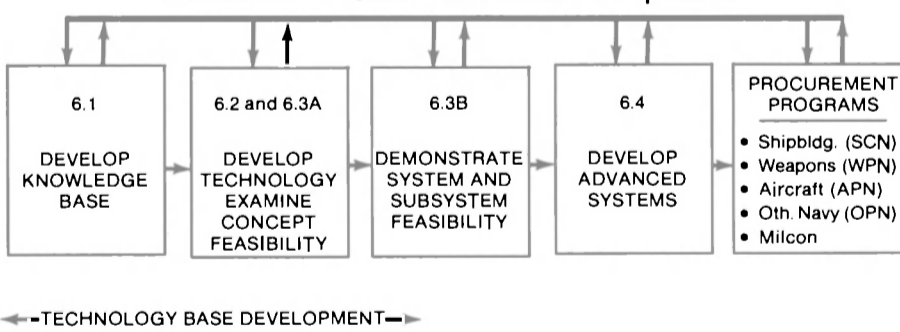 6.1
DEVELOP
KNOWLEDGE
BASE
6.2 and 6.3A
DEVELOP
TECHNOLOGY
EXAMINE
CONCEPT
FEASIBILITY
6.3B
DEMONSTRATE
SYSTEM AND
SUBSYSTEM
FEASIBILITY
6.4
DEVELOP
ADVANCED
SYSTEMS
PROCUREMENT
PROGRAMS
• Shipbldg. (SCN)
• Weapons (WPN)
• Aircraft (APN)
• Oth. Navy (OPN)
• Milcon
TECHNOLOGY BASE DEVELOPMENT